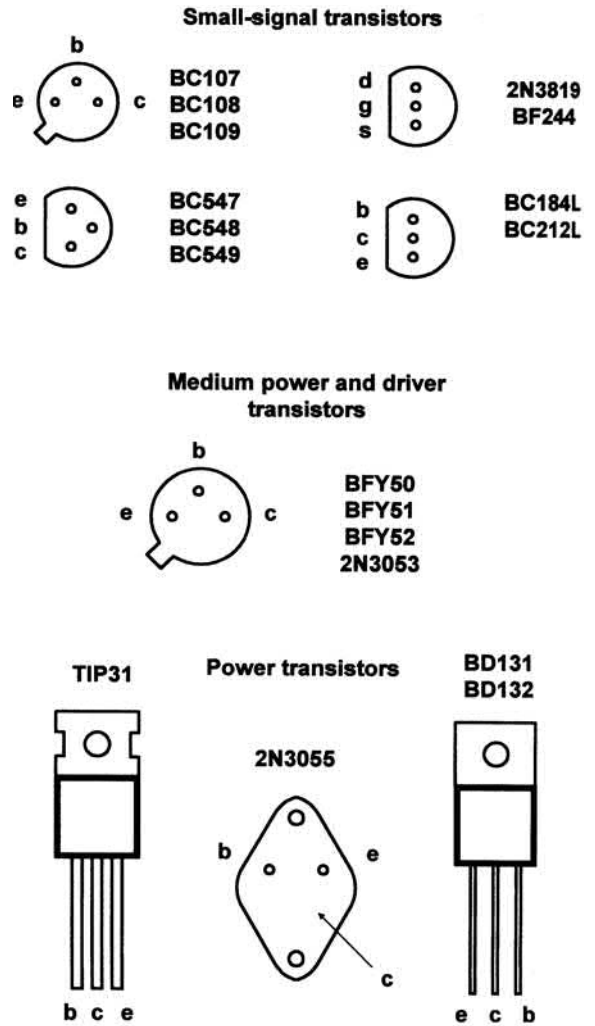 Small-signal transistors
b
e
c
BC107
BC108
BC109
d
g
s
2N3819
BF244
e
b
c
BC547
BC548
BC549
b
c
e
BC184L
BC212L
Medium power and driver
transistors
b
e
c
BFY50
BFY51
BFY52
2N3053
Power transistors
TIP31
b c e
2N3055
b
e
c
BD131
BD132
e c b